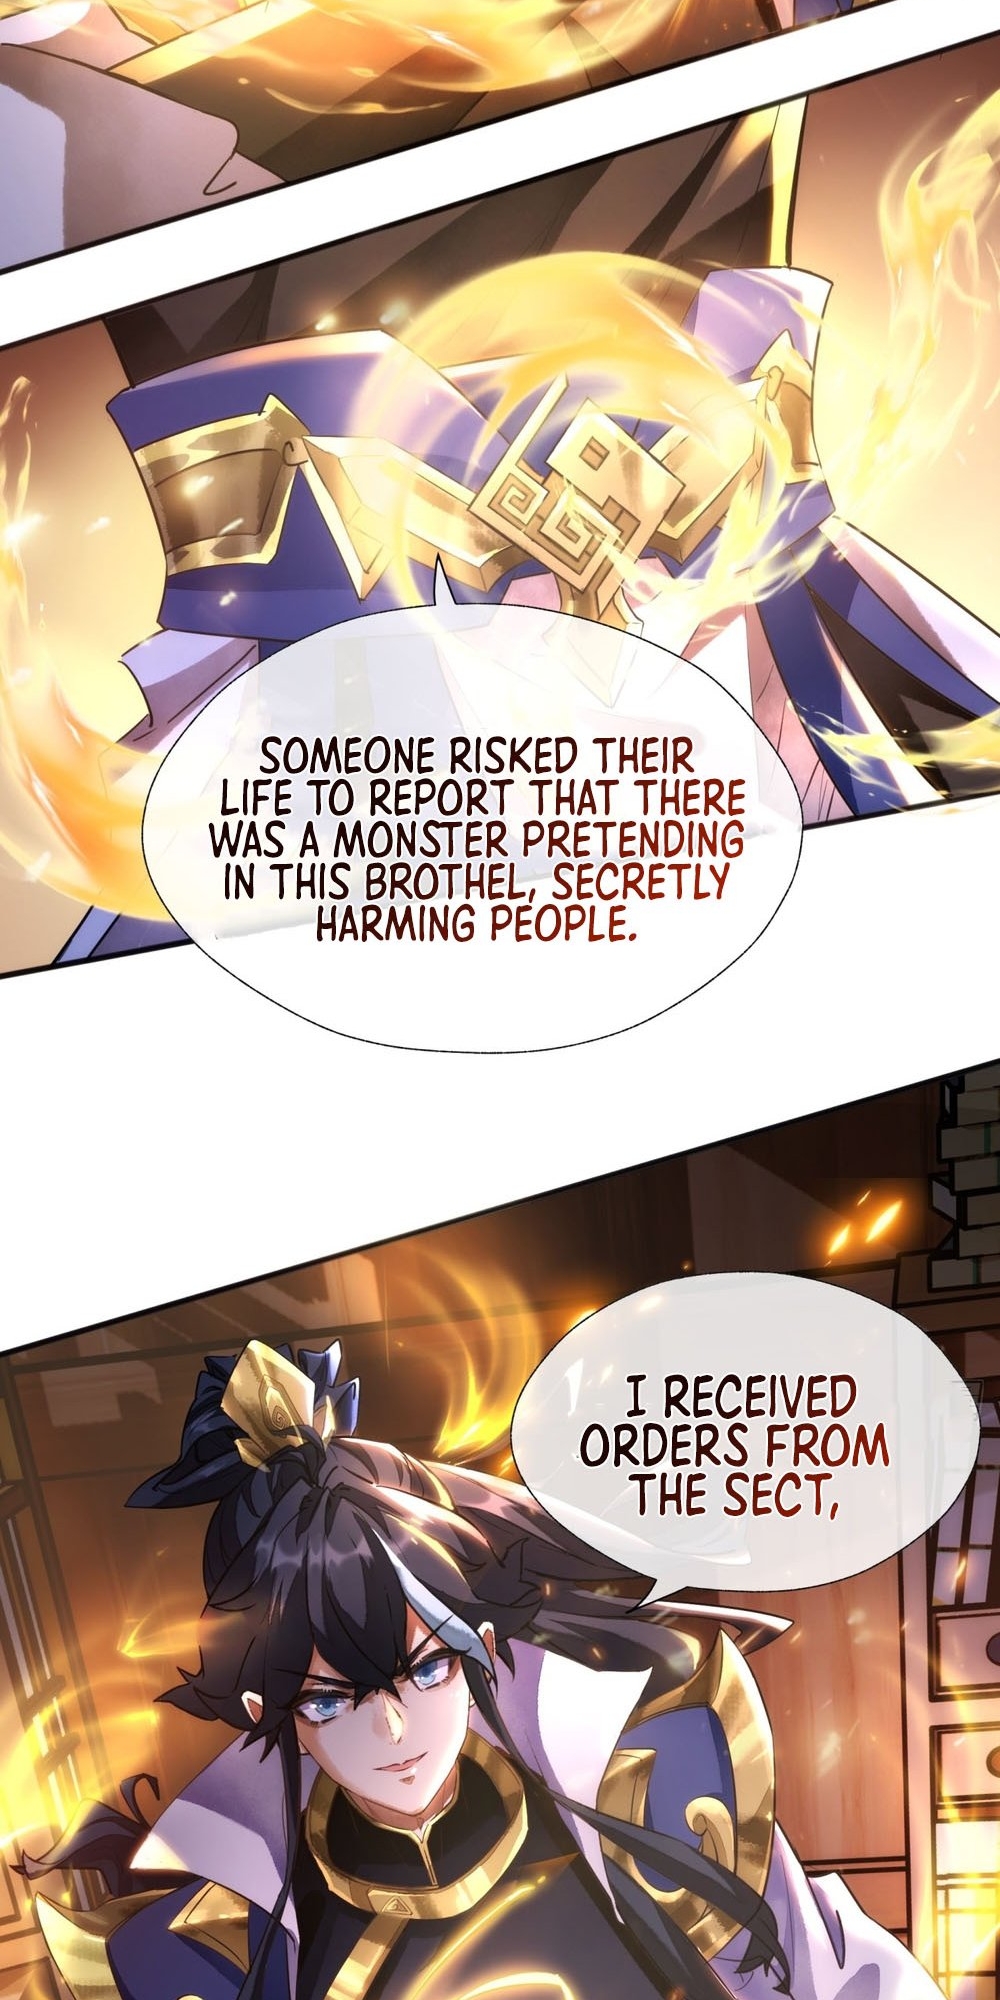 SOMEONE RISKED THEIR
LIFE TO REPORT THAT THERE
WAS A MONSTER PRETENDING
IN THIS BROTHEL, SECRETLY
HARMING PEOPLE.
I RECEIVED
ORDERS FROM
THE SECT,